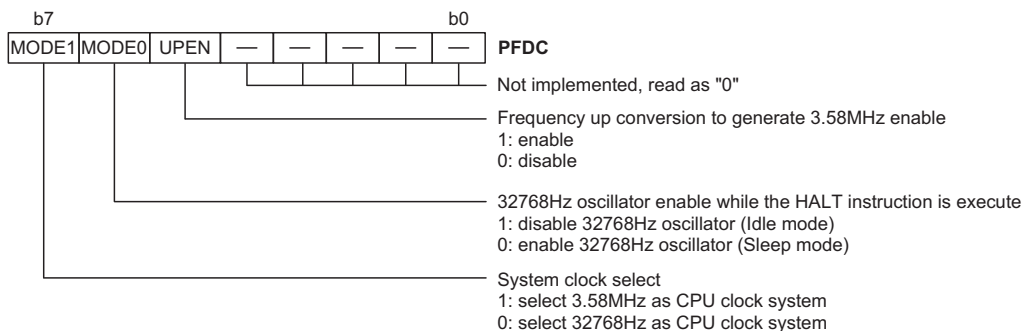 b7 b0
MODE1 MODE0 UPEN — — — — — PFDC
Not implemented, read as "0"
Frequency up conversion to generate 3.58MHz enable
1: enable
0: disable
32768Hz oscillator enable while the HALT instruction is execute
1: disable 32768Hz oscillator (Idle mode)
0: enable 32768Hz oscillator (Sleep mode)
System clock select
1: select 3.58MHz as CPU clock system
0: select 32768Hz as CPU clock system